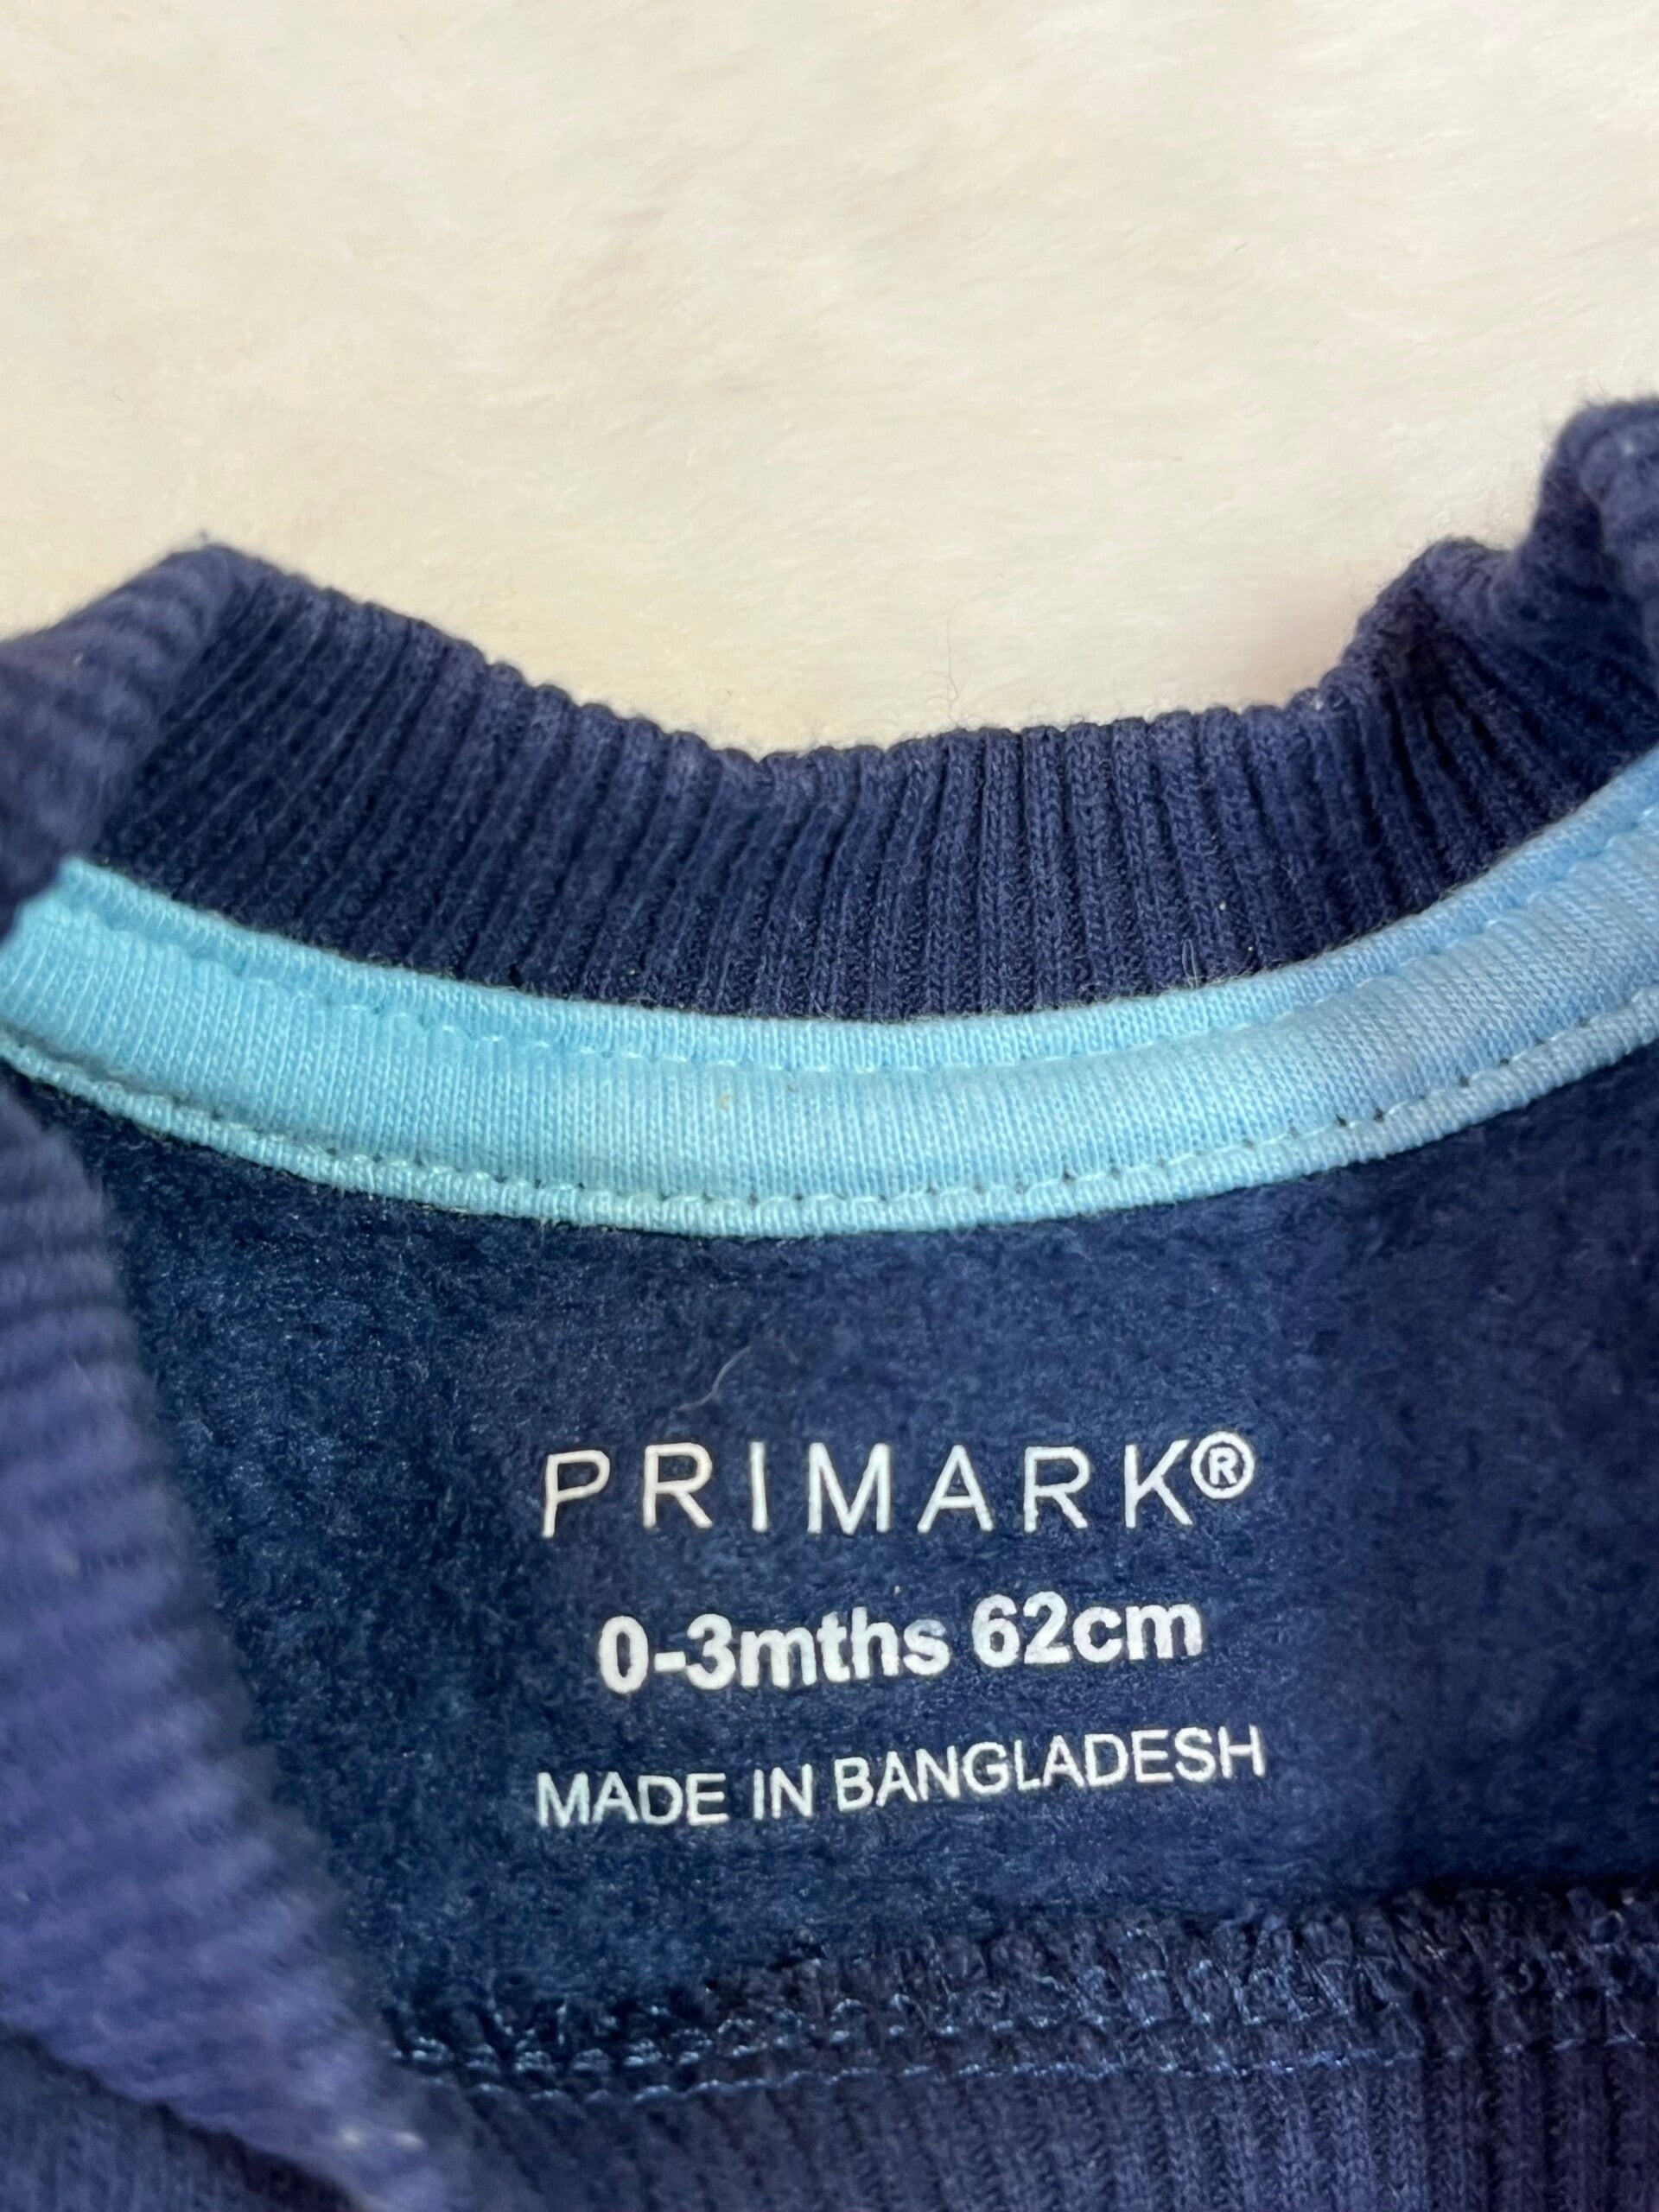 PRIMARK®
0-3mths 62cm
MADE IN BANGLADESH